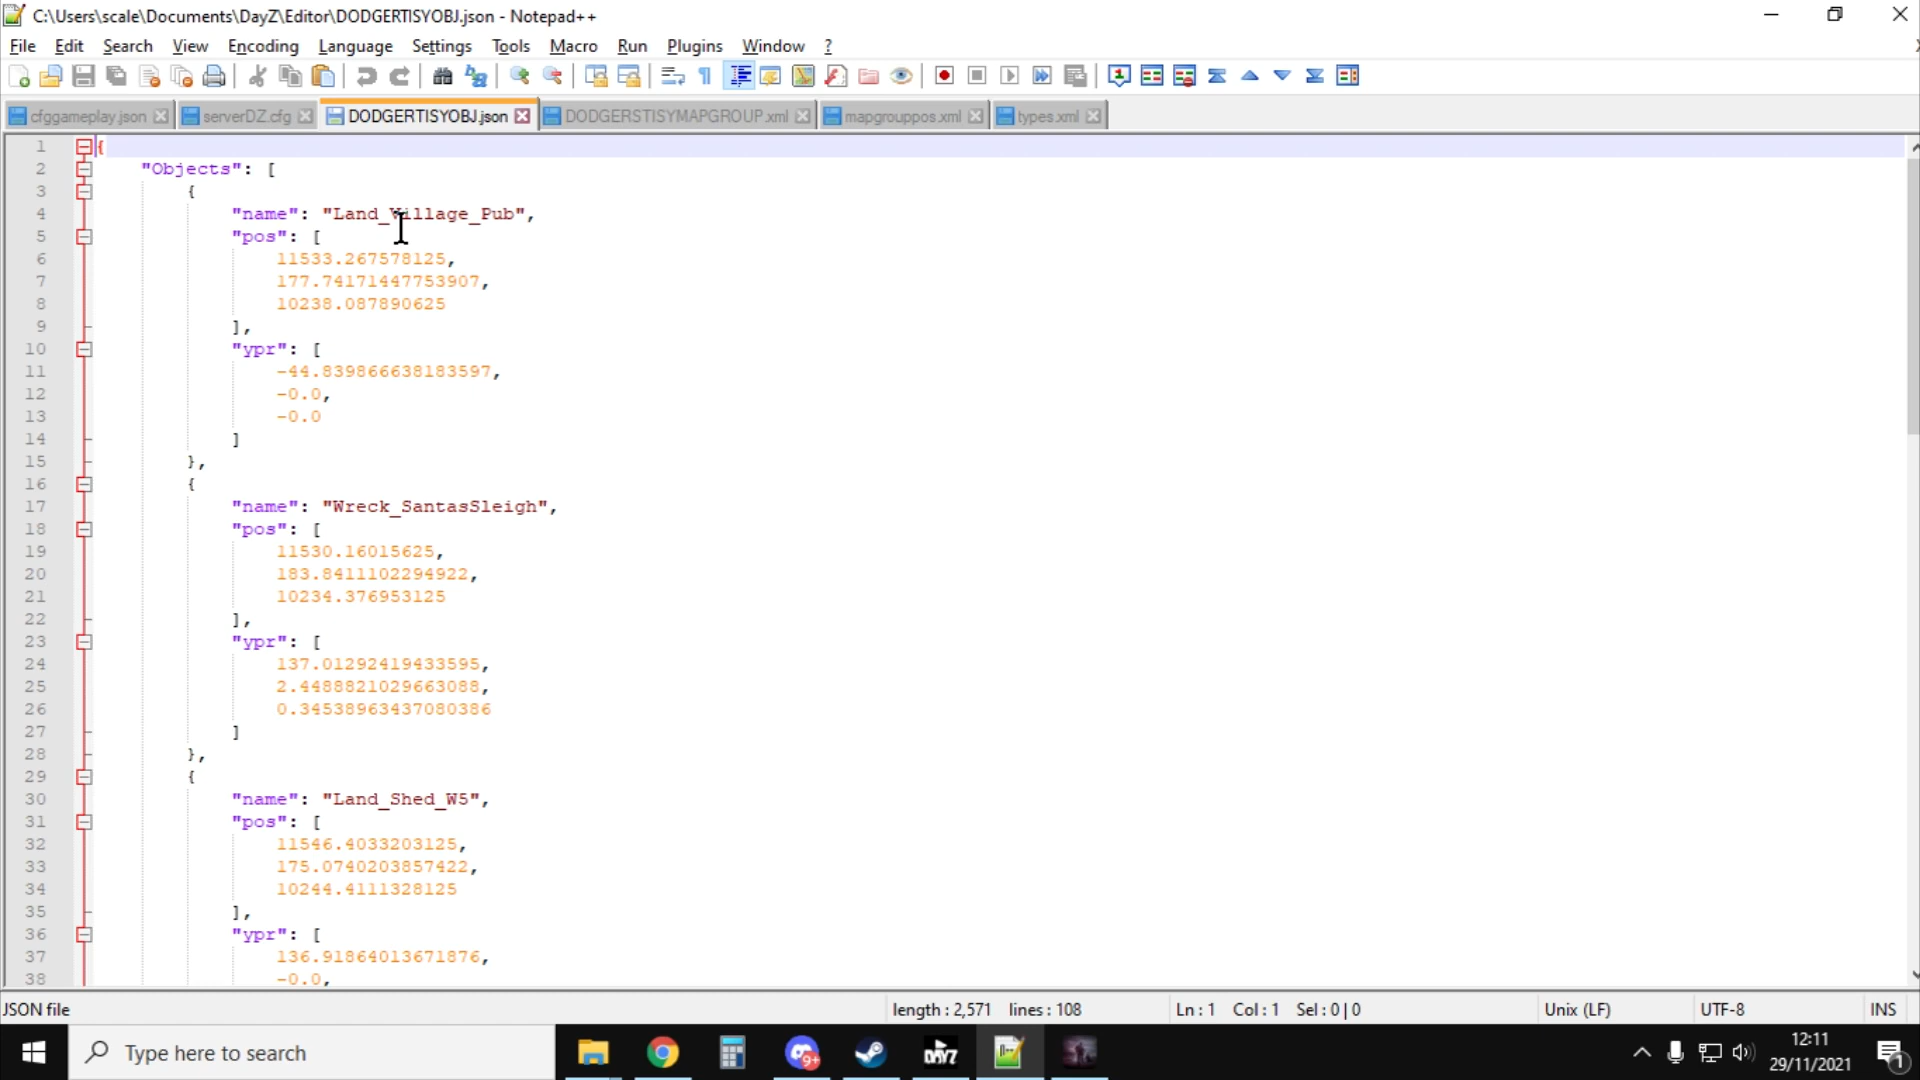 C:\Users\scale\Documents\DayZ\Editor\DODGERTISYOBJ.json - Notepad++
File Edit Search View Encoding Language Settings Tools Macro Run Plugins Window ?
cfggameplay.json serverDZ.cfg DODGERTISYOBJ.json DODGERSTISYMAPGROUP.xml mapgrouppos.xml types.xml
1 {
2 "Objects": [
3 {
4 "name": "Land_Village_Pub",
5 "pos": [
6 11533.267578125,
7 177.74171447753907,
8 10238.087890625
9 ],
10 "ypr": [
11 -44.839866638183597,
12 -0.0,
13 -0.0
14 ]
15 },
16 {
17 "name": "Wreck_SantasSleigh",
18 "pos": [
19 11530.16015625,
20 183.8411102294922,
21 10234.376953125
22 ],
23 "ypr": [
24 137.01292419433595,
25 2.4488821029663088,
26 0.34538963437080386
27 ]
28 },
29 {
30 "name": "Land_Shed_W5",
31 "pos": [
32 11546.4033203125,
33 175.0740203857422,
34 10244.4111328125
35 ],
36 "ypr": [
37 136.91864013671876,
38 -0.0,
JSON file length : 2,571 lines : 108 Ln : 1 Col : 1 Sel : 0 | 0 Unix (LF) UTF-8 INS
Type here to search 9+ DAYZ 12:11
29/11/2021 1